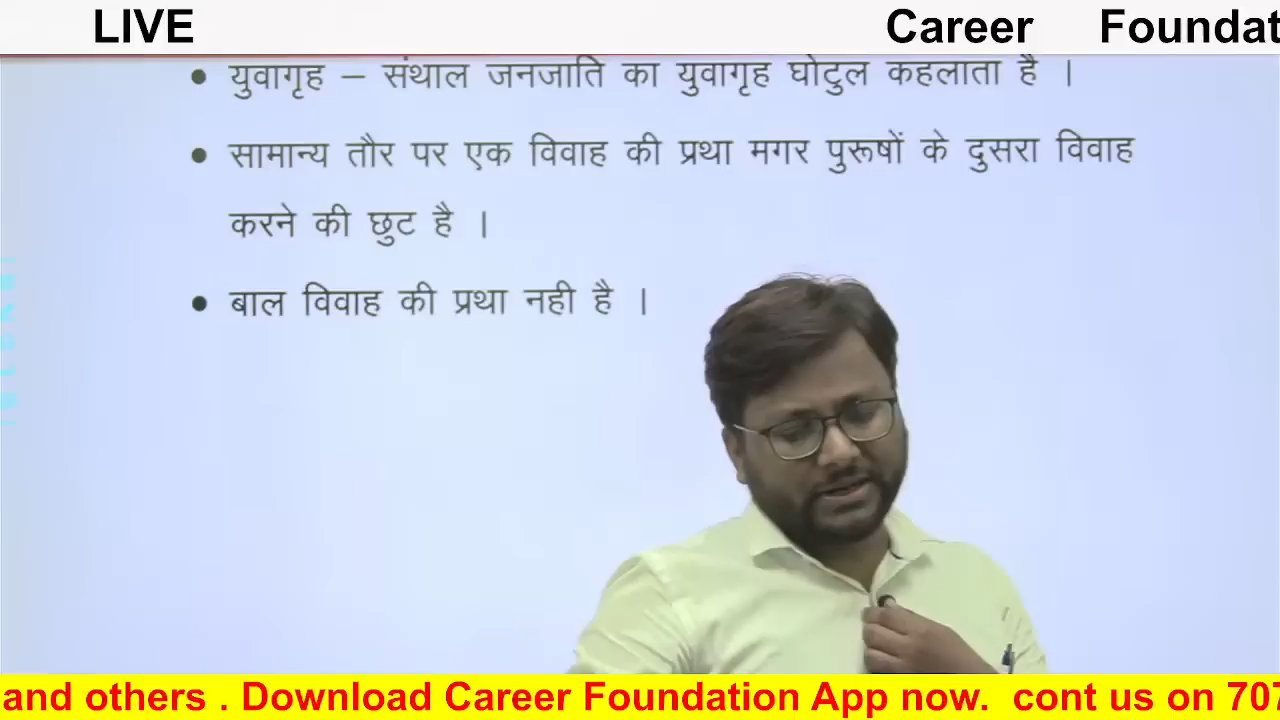 LIVE Career Foundat
• युवागृह – संथाल जनजाति का युवागृह घोटुल कहलाता है ।
• सामान्य तौर पर एक विवाह की प्रथा मगर पुरूषों के दुसरा विवाह
करने की छुट है ।
• बाल विवाह की प्रथा नही है ।
and others . Download Career Foundation App now. cont us on 707